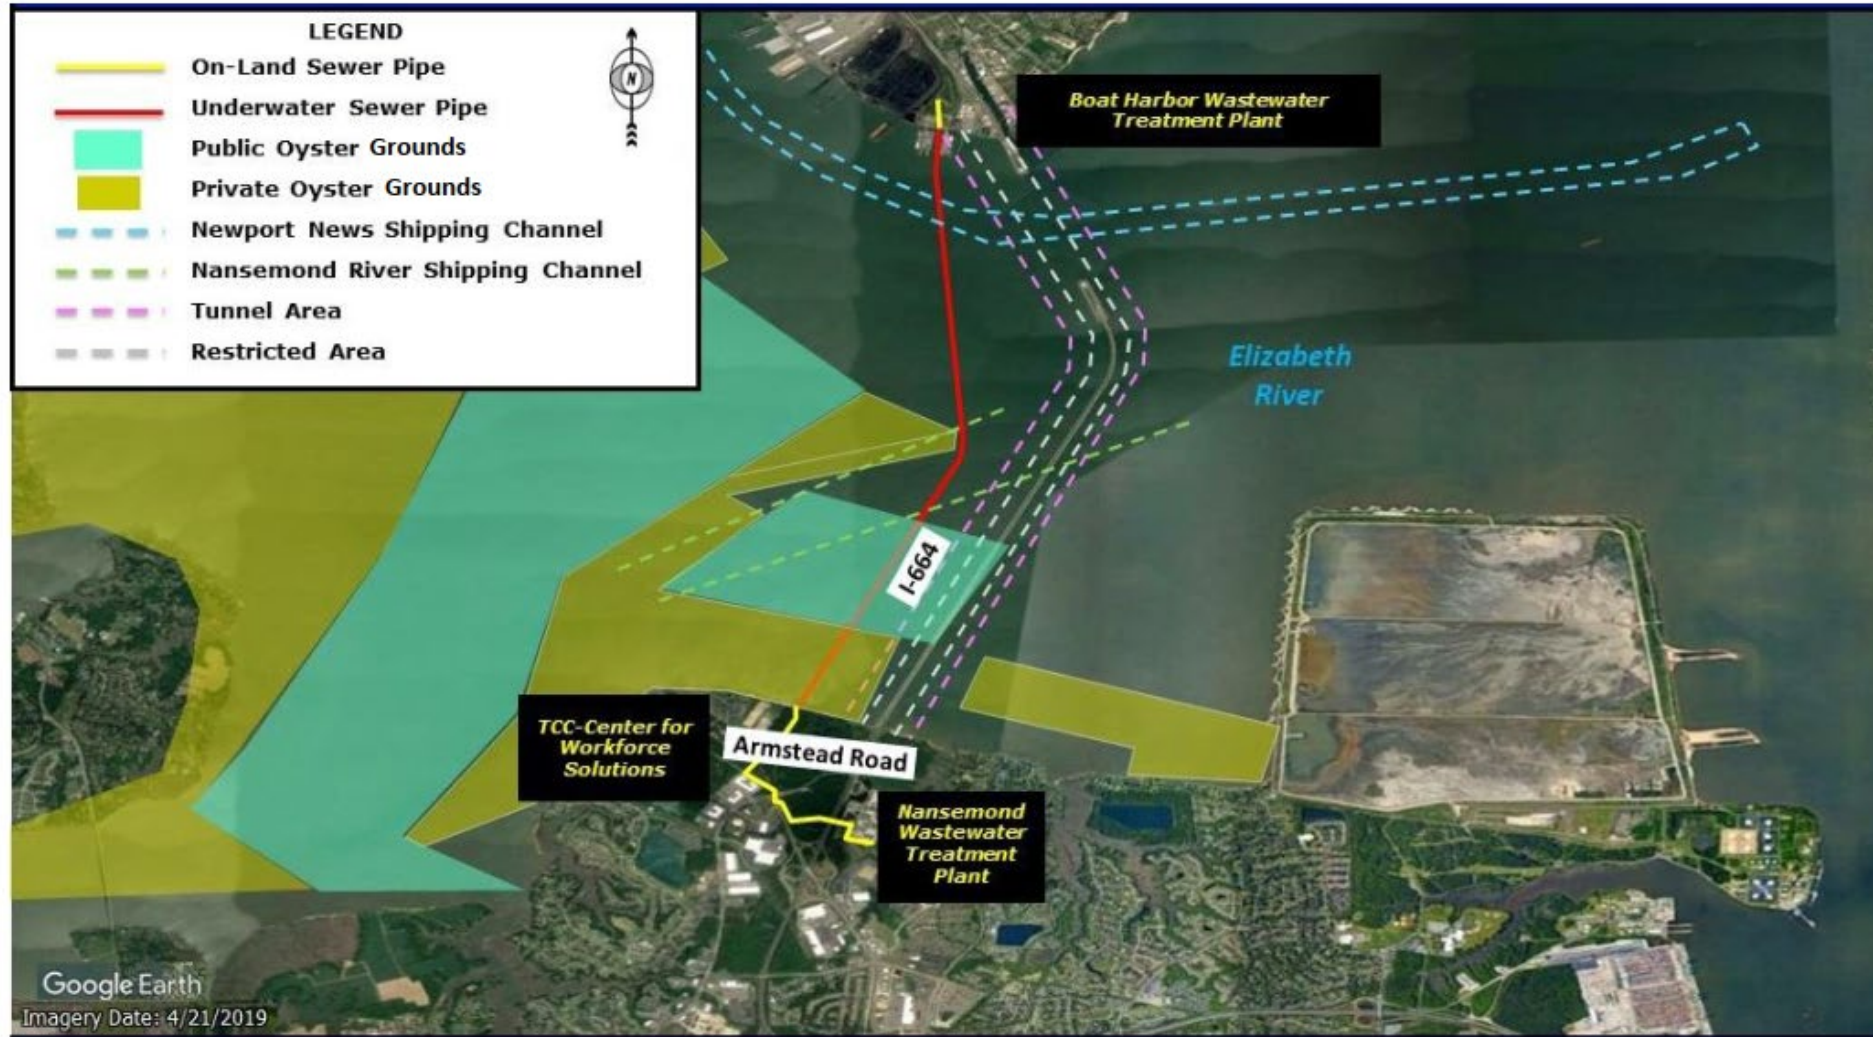 LEGEND
On-Land Sewer Pipe
Underwater Sewer Pipe
Public Oyster Grounds
Private Oyster Grounds
Newport News Shipping Channel
Nansemond River Shipping Channel
Tunnel Area
Restricted Area
N
Boat Harbor Wastewater
Treatment Plant
Elizabeth
River
I-664
TCC-Center for
Workforce
Solutions
Armstead Road
Nansemond
Wastewater
Treatment
Plant
Google Earth
Imagery Date: 4/21/2019